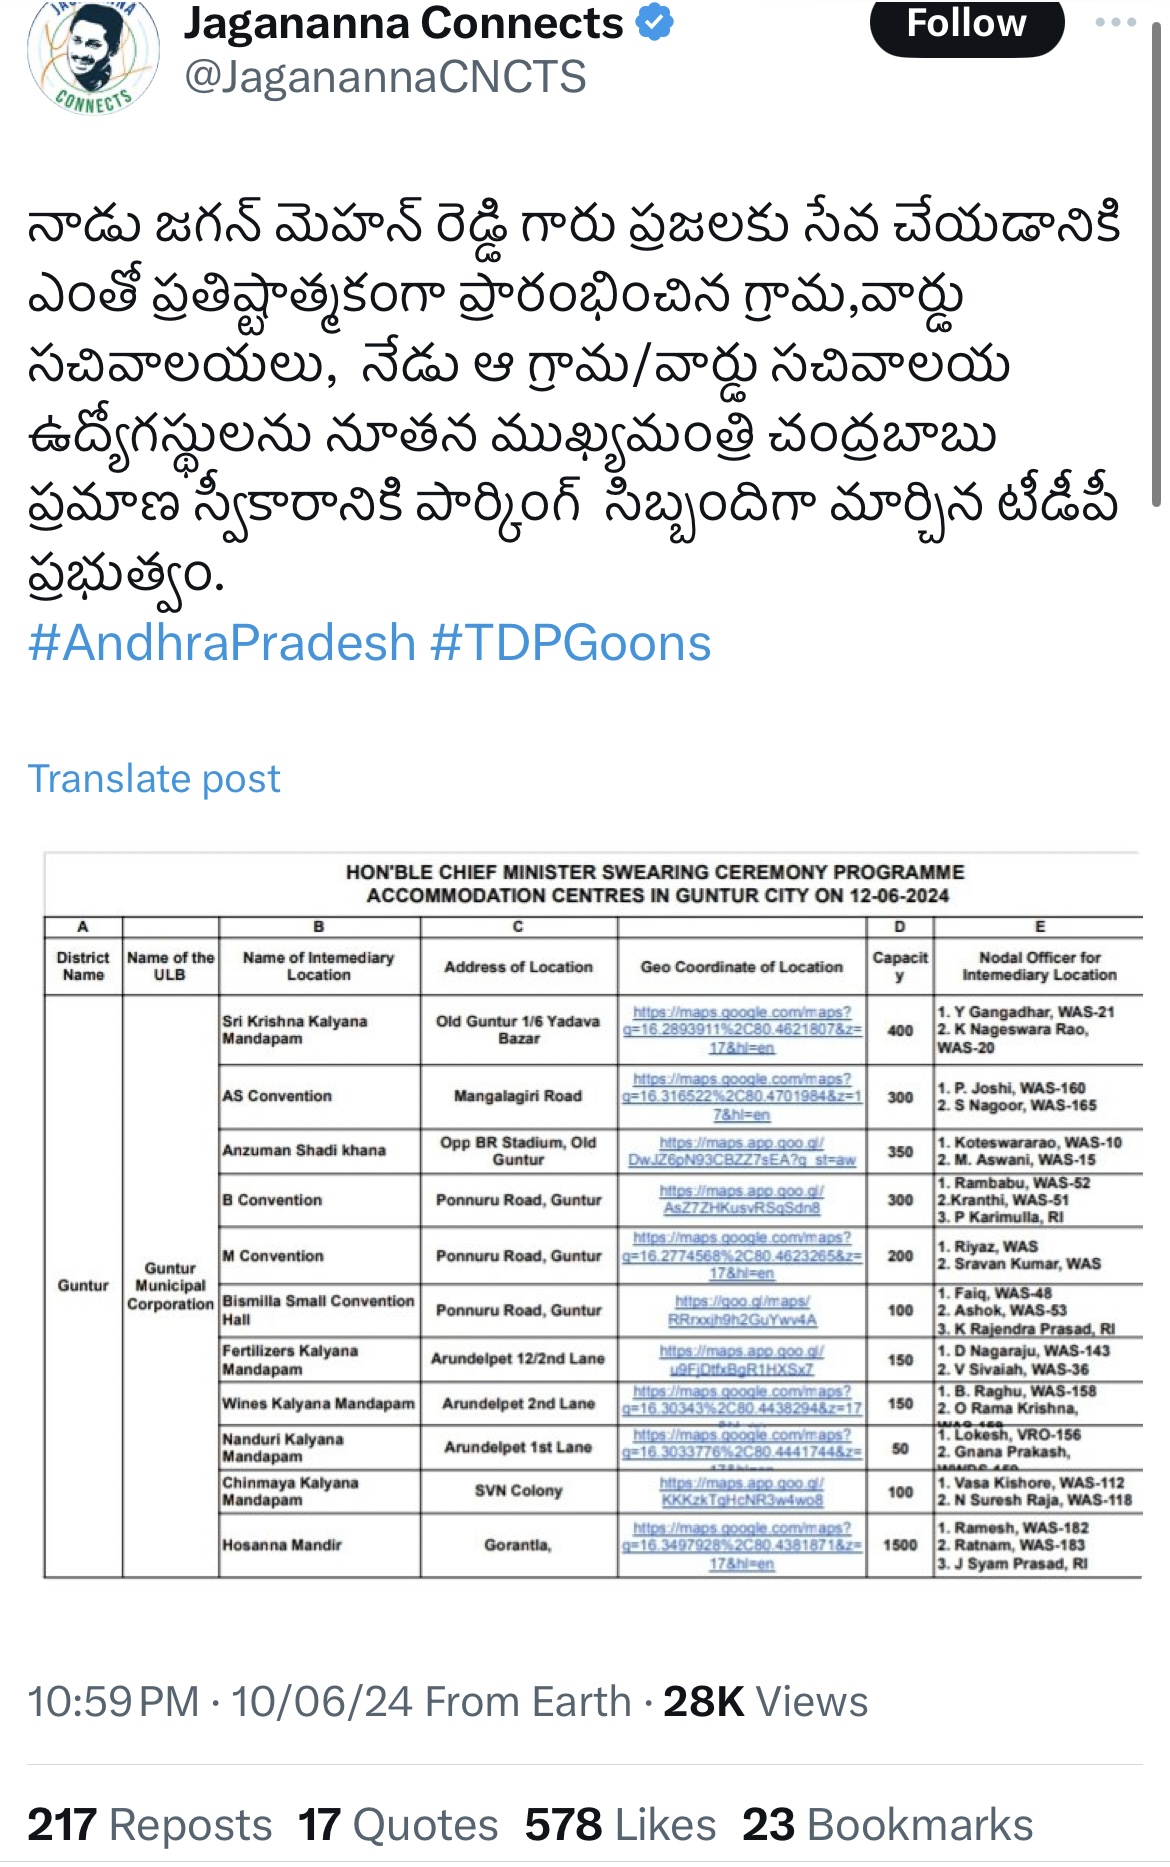 JAGANANNA
CONNECTS
Jagananna Connects
@JaganannaCNCTS
Follow
నాడు జగన్ మెహన్ రెడ్డి గారు ప్రజలకు సేవ చేయడానికి
ఎంతో ప్రతిష్టాత్మకంగా ప్రారంభించిన గ్రామ,వార్డు
సచివాలయలు, నేడు ఆ గ్రామ/వార్డు సచివాలయ
ఉద్యోగస్థులను నూతన ముఖ్యమంత్రి చంద్రబాబు
ప్రమాణ స్వీకారానికి పార్కింగ్ సిబ్బందిగా మార్చిన టీడీపీ
ప్రభుత్వం.
#AndhraPradesh #TDPGoons
Translate post
HON'BLE CHIEF MINISTER SWEARING CEREMONY PROGRAMME
ACCOMMODATION CENTRES IN GUNTUR CITY ON 12-06-2024
A B C D E
District Name
Name of the ULB
Name of Intemediary Location
Address of Location
Geo Coordinate of Location
Capacity
Nodal Officer for Intemediary Location
Guntur
Guntur Municipal Corporation
Sri Krishna Kalyana Mandapam
Old Guntur 1/6 Yadava Bazar
https://maps.google.com/maps?
q=16.2893911%2C80.4621807&z=
17&hl=en
400
1. Y Gangadhar, WAS-21
2. K Nageswara Rao,
WAS-20
AS Convention
Mangalagiri Road
https://maps.google.com/maps?
q=16.316522%2C80.4701984&z=1
7&hl=en
300
1. P. Joshi, WAS-160
2. S Nagoor, WAS-165
Anzuman Shadi khana
Opp BR Stadium, Old Guntur
https://maps.app.goo.gl/
DwJZ6pN93CBZZ7sEA?g_st=aw
350
1. Koteswararao, WAS-10
2. M. Aswani, WAS-15
B Convention
Ponnuru Road, Guntur
https://maps.app.goo.gl/
AsZ7ZHKusvRSqSdn8
300
1. Rambabu, WAS-52
2.Kranthi, WAS-51
3. P Karimulla, RI
M Convention
Ponnuru Road, Guntur
https://maps.google.com/maps?
q=16.2774568%2C80.4623265&z=
17&hl=en
200
1. Riyaz, WAS
2. Sravan Kumar, WAS
Bismilla Small Convention Hall
Ponnuru Road, Guntur
https://goo.gl/maps/
RRrxxjh9h2GuYwv4A
100
1. Faiq, WAS-48
2. Ashok, WAS-53
3. K Rajendra Prasad, RI
Fertilizers Kalyana Mandapam
Arundelpet 12/2nd Lane
https://maps.app.goo.gl/
u9FjDtfxBgR1HXSx7
150
1. D Nagaraju, WAS-143
2. V Sivaiah, WAS-36
Wines Kalyana Mandapam
Arundelpet 2nd Lane
https://maps.google.com/maps?
q=16.30343%2C80.4438294&z=17
150
1. B. Raghu, WAS-158
2. O Rama Krishna,
Nanduri Kalyana Mandapam
Arundelpet 1st Lane
https://maps.google.com/maps?
q=16.3033776%2C80.4441744&z=
50
1. Lokesh, VRO-156
2. Gnana Prakash,
Chinmaya Kalyana Mandapam
SVN Colony
https://maps.app.goo.gl/
KKKzkTgHcNR3w4wo8
100
1. Vasa Kishore, WAS-112
2. N Suresh Raja, WAS-118
Hosanna Mandir
Gorantla,
https://maps.google.com/maps?
q=16.3497928%2C80.4381871&z=
17&hl=en
1500
1. Ramesh, WAS-182
2. Ratnam, WAS-183
3. J Syam Prasad, RI
10:59 PM · 10/06/24 From Earth · 28K Views
217 Reposts 17 Quotes 578 Likes 23 Bookmarks